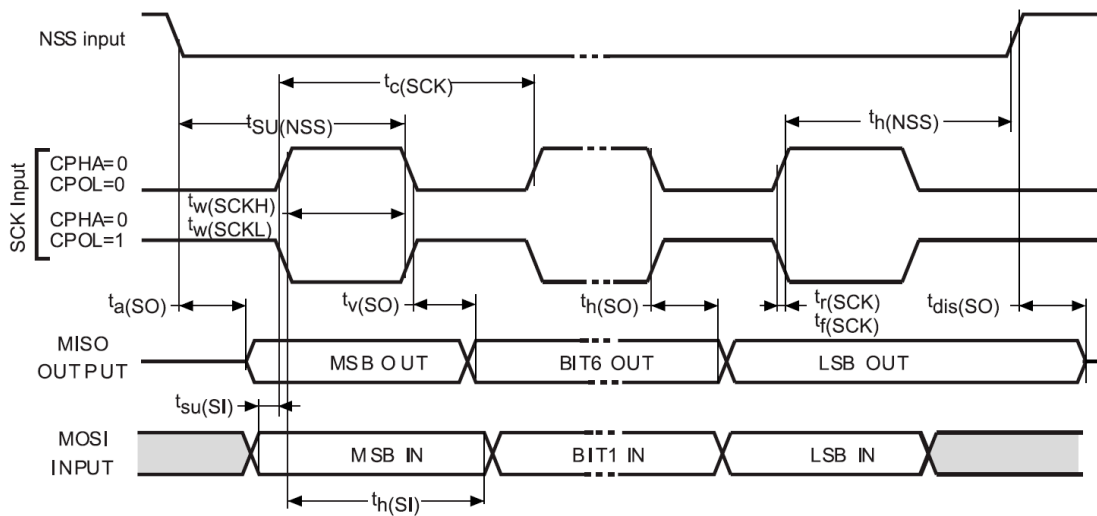 NSS input
tc(SCK)
tSU(NSS)
th(NSS)
SCK Input
CPHA=0
CPOL=0
CPHA=0
CPOL=1
tw(SCKH)
tw(SCKL)
ta(SO)
tv(SO)
th(SO)
tr(SCK)
tf(SCK)
tdis(SO)
MISO
OUTPUT
MSB OUT
BIT6 OUT
LSB OUT
tsu(SI)
MOSI
INPUT
MSB IN
BIT1 IN
LSB IN
th(SI)